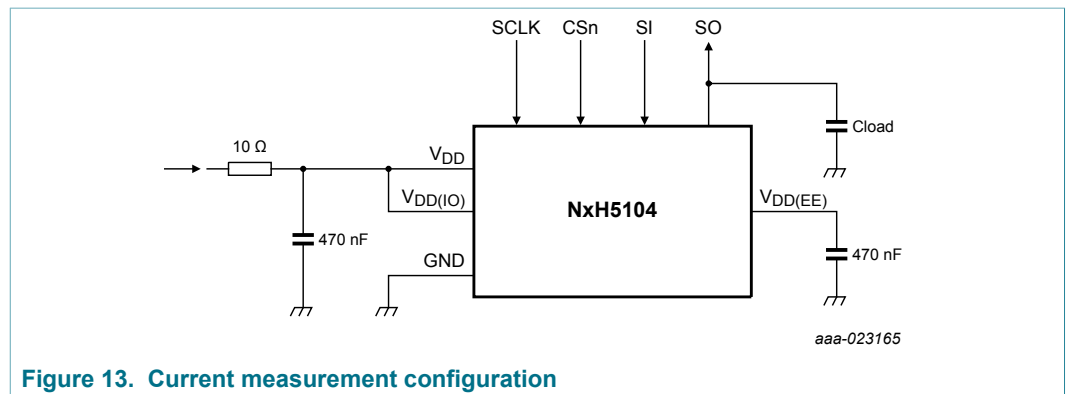 SCLK CSn SI SO
Cload
10 Ω
VDD
VDD(IO)
NxH5104
VDD(EE)
470 nF
GND
470 nF
aaa-023165
Figure 13. Current measurement configuration